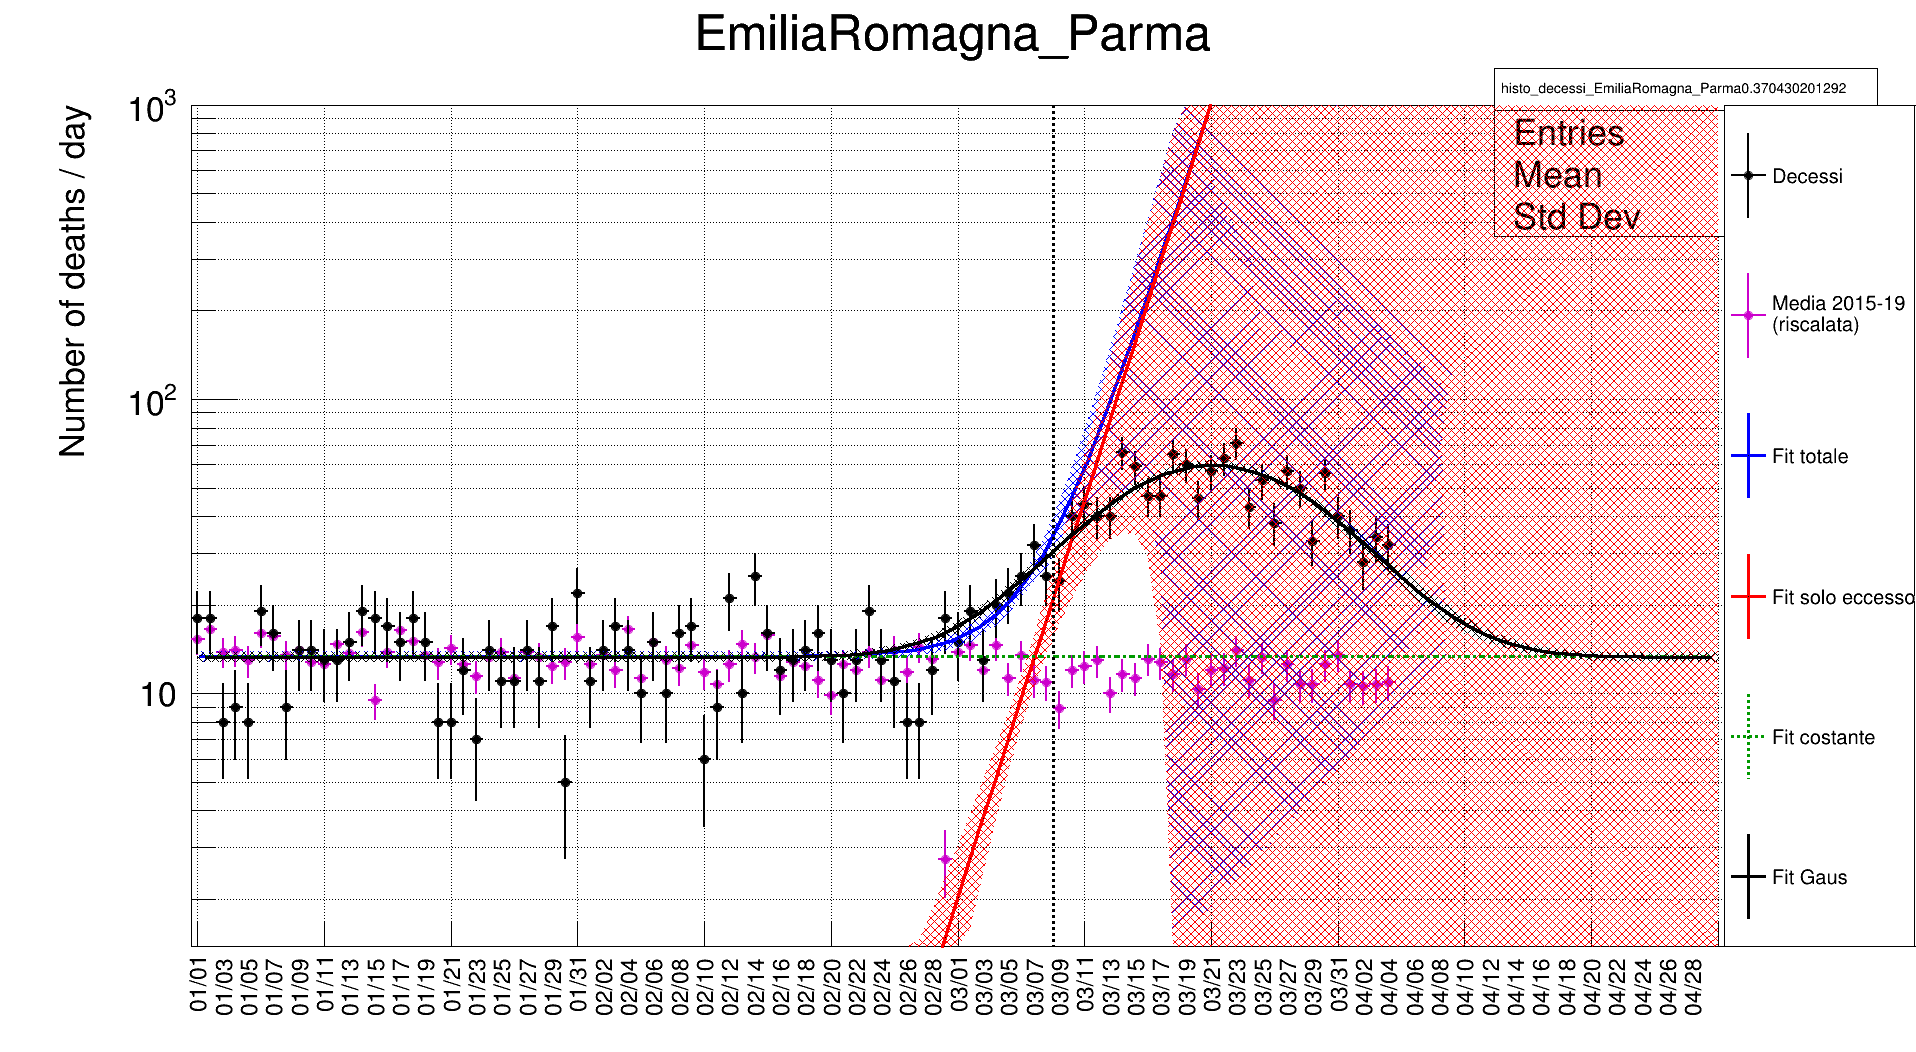 EmiliaRomagna_Parma
histo_decessi_EmiliaRomagna_Parma0.370430201292
Entries
Mean
Std Dev
Number of deaths / day
10³
10²
10
Decessi
Media 2015-19
(riscalata)
Fit totale
Fit solo eccesso
Fit costante
Fit Gaus
01/01 01/03 01/05 01/07 01/09 01/11 01/13 01/15 01/17 01/19 01/21 01/23 01/25 01/27 01/29 01/31 02/02 02/04 02/06 02/08 02/10 02/12 02/14 02/16 02/18 02/20 02/22 02/24 02/26 02/28 03/01 03/03 03/05 03/07 03/09 03/11 03/13 03/15 03/17 03/19 03/21 03/23 03/25 03/27 03/29 03/31 04/02 04/04 04/06 04/08 04/10 04/12 04/14 04/16 04/18 04/20 04/22 04/24 04/26 04/28